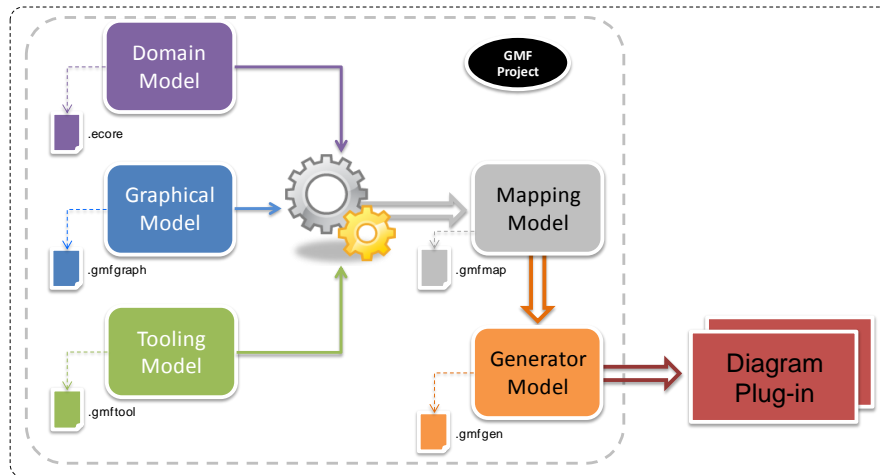 Domain
Model
GMF
Project
.ecore
Graphical
Model
Mapping
Model
.gmfgraph
.gmfmap
Tooling
Model
Generator
Model
Diagram
Plug-in
.gmftool
.gmfgen